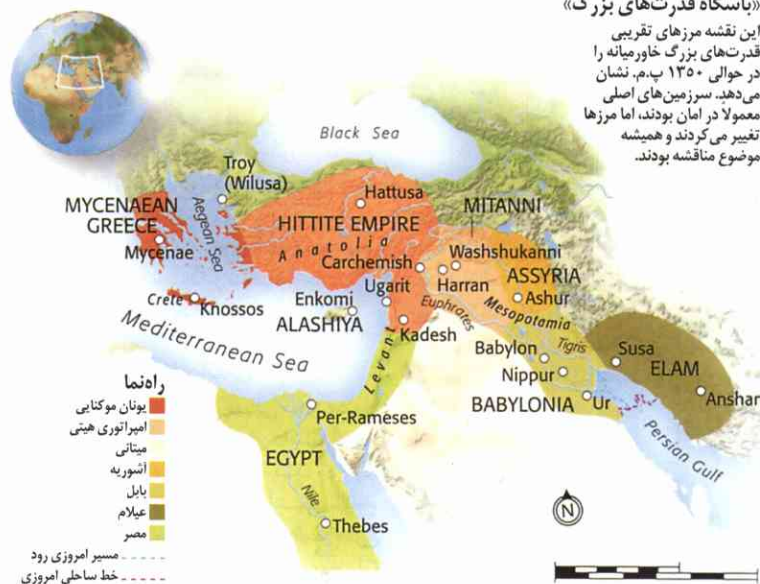 «باشگاه قدرت‌های بزرگ»
این نقشه مرزهای تقریبی
قدرت‌های بزرگ خاورمیانه را
در حوالی ۱۳۵۰ پ.م. نشان
می‌دهد. سرزمین‌های اصلی
معمولا در امان بودند، اما مرزها
تغییر می‌کردند و همیشه
موضوع مناقشه بودند.
Black Sea
Troy
(Wilusa)
Hattusa
MYCENAEAN
GREECE
Aegean Sea
HITTITE EMPIRE
MITANNI
Mycenae
Anatolia
Washshukanni
Carchemish
Harran
ASSYRIA
Ugarit
Ashur
Crete
Knossos
Enkomi
Euphrates
Mesopotamia
ALASHIYA
Kadesh
Mediterranean Sea
Levant
Babylon
Tigris
Susa
ELAM
Nippur
Anshan
BABYLONIA
Ur
Per-Rameses
Persian Gulf
EGYPT
Nile
Thebes
N
راه‌نما
یونان موکنایی
امپراتوری هیتی
میتانی
آشوریه
بابل
عیلام
مصر
مسیر امروزی رود
خط ساحلی امروزی